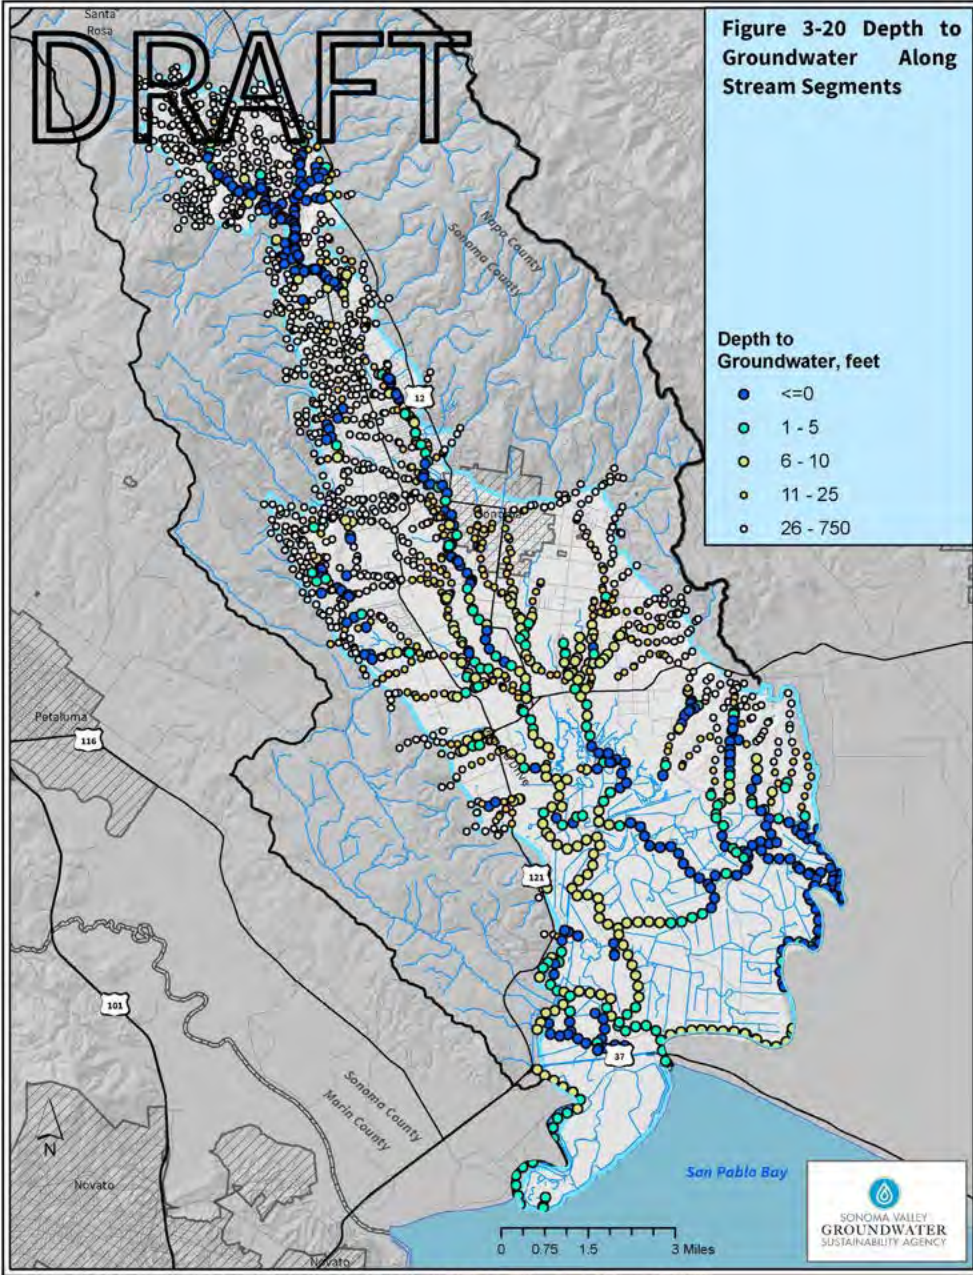 Santa
Rosa
DRAFT
Figure 3-20 Depth to
Groundwater Along
Stream Segments
Napa County
Sonoma County
Depth to
Groundwater, feet
<=0
1 - 5
6 - 10
11 - 25
26 - 750
12
Petaluma
116
121
101
37
Sonoma County
Marin County
N
Novato
San Pablo Bay
Novato
0 0.75 1.5 3 Miles
SONOMA VALLEY
GROUNDWATER
SUSTAINABILITY AGENCY